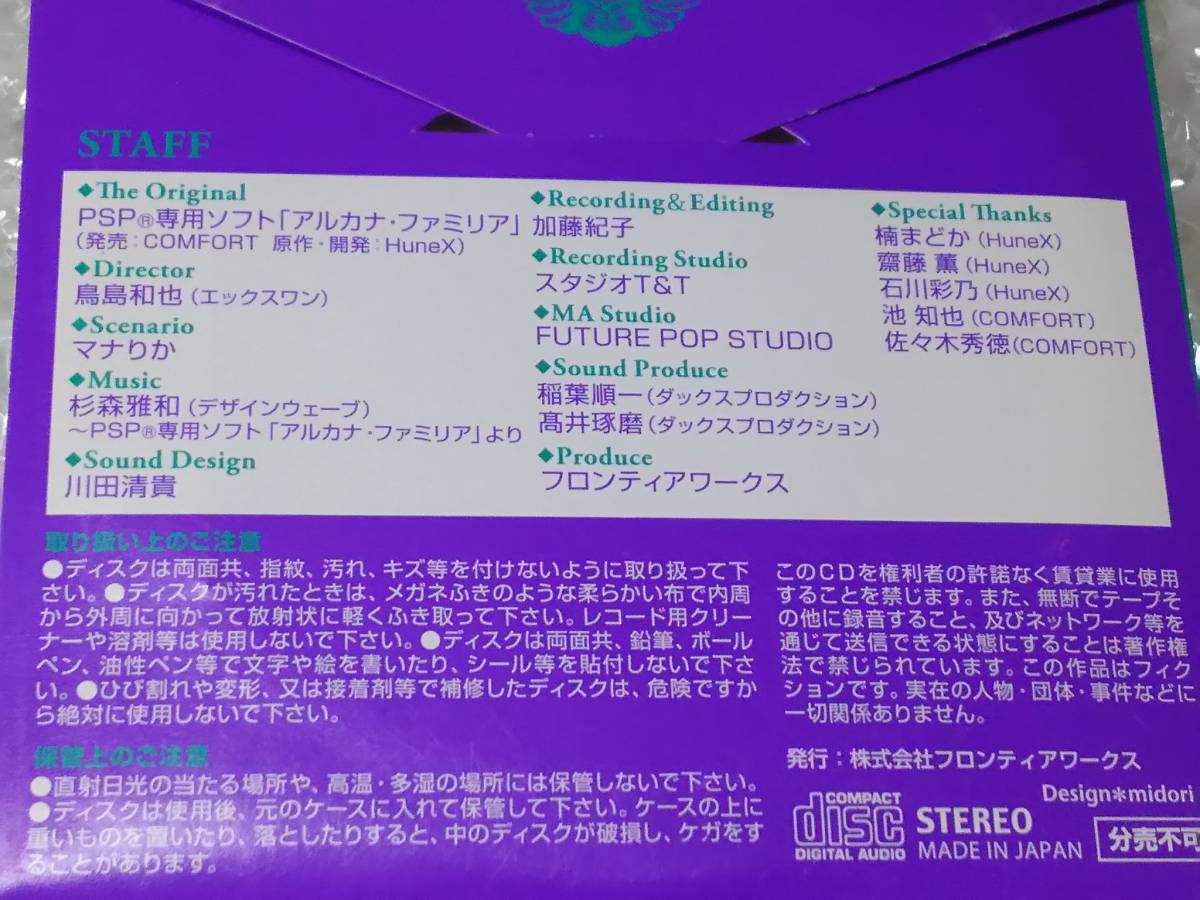 STAFF
◆The Original
PSP®専用ソフト「アルカナ・ファミリア」
(発売:COMFORT 原作・開発:HuneX)
◆Director
鳥島和也(エックスワン)
◆Scenario
マナりか
◆Music
杉森雅和(デザインウェーブ)
～PSP®専用ソフト「アルカナ・ファミリア」より
◆Sound Design
川田清貴
◆Recording&Editing
加藤紀子
◆Recording Studio
スタジオT&T
◆MA Studio
FUTURE POP STUDIO
◆Sound Produce
稲葉順一(ダックスプロダクション)
髙井琢磨(ダックスプロダクション)
◆Produce
フロンティアワークス
◆Special Thanks
楠まどか(HuneX)
齋藤 薫(HuneX)
石川彩乃(HuneX)
池 知也(COMFORT)
佐々木秀徳(COMFORT)
取り扱い上のご注意
●ディスクは両面共、指紋、汚れ、キズ等を付けないように取り扱って下
さい。●ディスクが汚れたときは、メガネふきのような柔らかい布で内周
から外周に向かって放射状に軽くふき取って下さい。レコード用クリー
ナーや溶剤等は使用しないで下さい。●ディスクは両面共、鉛筆、ボール
ペン、油性ペン等で文字や絵を書いたり、シール等を貼付しないで下さ
い。●ひび割れや変形、又は接着剤等で補修したディスクは、危険ですか
ら絶対に使用しないで下さい。
保管上のご注意
●直射日光の当たる場所や、高温・多湿の場所には保管しないで下さい。
●ディスクは使用後、元のケースに入れて保管して下さい。ケースの上に
重いものを置いたり、落としたりすると、中のディスクが破損し、ケガをす
ることがあります。
このCDを権利者の許諾なく賃貸業に使用
することを禁じます。また、無断でテープそ
の他に録音すること、及びネットワーク等を
通じて送信できる状態にすることは著作権
法で禁じられています。この作品はフィク
ションです。実在の人物・団体・事件などに
一切関係ありません。
発行:株式会社フロンティアワークス
Design*midori
COMPACT
disc
DIGITAL AUDIO
STEREO
MADE IN JAPAN
分売不可